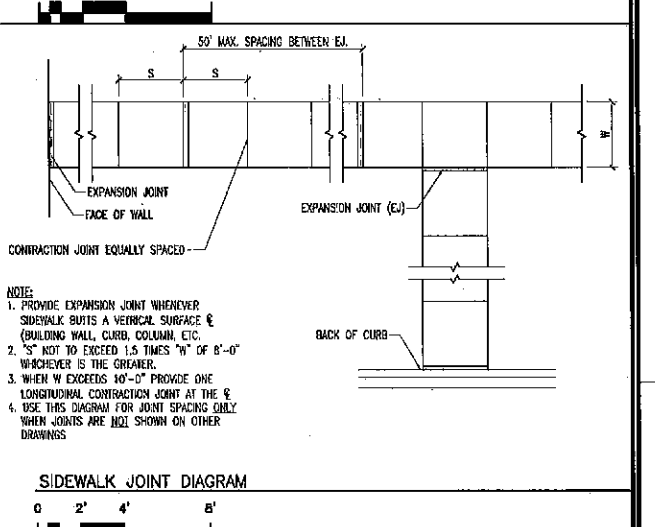 50' MAX. SPACING BETWEEN EJ.
S S
W
EXPANSION JOINT
FACE OF WALL
EXPANSION JOINT (EJ)
CONTRACTION JOINT EQUALLY SPACED
BACK OF CURB
NOTE:
1. PROVIDE EXPANSION JOINT WHENEVER
SIDEWALK BUTTS A VERTICAL SURFACE ℄
(BUILDING WALL, CURB, COLUMN, ETC.
2. "S" NOT TO EXCEED 1.5 TIMES "W" OF 8'-0"
WHICHEVER IS THE GREATER.
3. WHEN W EXCEEDS 10'-0" PROVIDE ONE
LONGITUDINAL CONTRACTION JOINT AT THE ℄
4. USE THIS DIAGRAM FOR JOINT SPACING ONLY
WHEN JOINTS ARE NOT SHOWN ON OTHER
DRAWINGS
SIDEWALK JOINT DIAGRAM
0 2' 4' 8'